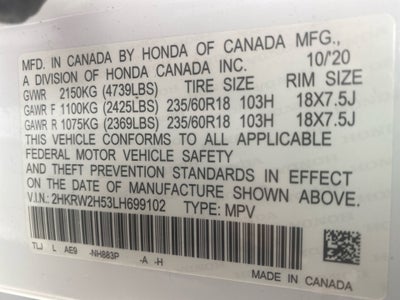 MFD. IN CANADA BY HONDA OF CANADA MFG.,
A DIVISION OF HONDA CANADA INC. 10/'20
GVWR 2150KG (4739LBS) TIRE SIZE RIM SIZE
GAWR F 1100KG (2425LBS) 235/60R18 103H 18X7.5J
GAWR R 1075KG (2369LBS) 235/60R18 103H 18X7.5J
THIS VEHICLE CONFORMS TO ALL APPLICABLE
FEDERAL MOTOR VEHICLE SAFETY
AND THEFT PREVENTION STANDARDS IN EFFECT
ON THE DATE OF MANUFACTURE SHOWN ABOVE.
V.I.N.: 2HKRW2H53LH699102 TYPE: MPV
TLJ L AE9 -NH883P -A -H
MADE IN CANADA